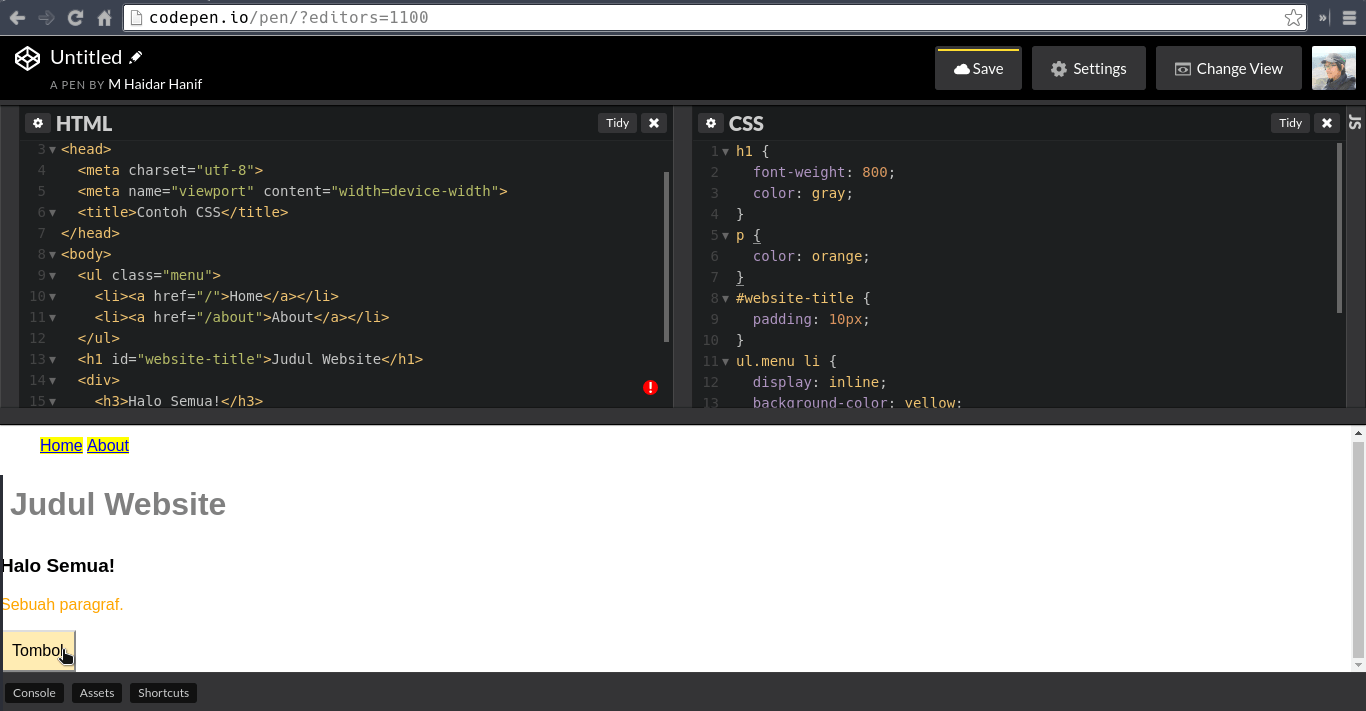 codepen.io/pen/?editors=1100
Untitled
A PEN BY M Haidar Hanif
Save
Settings
Change View
HTML
Tidy
3 <head>
4 <meta charset="utf-8">
5 <meta name="viewport" content="width=device-width">
6 <title>Contoh CSS</title>
7 </head>
8 <body>
9 <ul class="menu">
10 <li><a href="/">Home</a></li>
11 <li><a href="/about">About</a></li>
12 </ul>
13 <h1 id="website-title">Judul Website</h1>
14 <div>
15 <h3>Halo Semua!</h3>
CSS
Tidy
1 h1 {
2 font-weight: 800;
3 color: gray;
4 }
5 p {
6 color: orange;
7 }
8 #website-title {
9 padding: 10px;
10 }
11 ul.menu li {
12 display: inline;
13 background-color: yellow;
JS
Home About
Judul Website
Halo Semua!
Sebuah paragraf.
Tombol
Console
Assets
Shortcuts